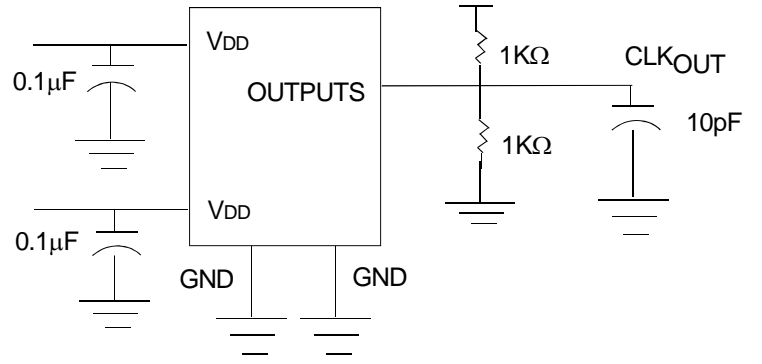 VDD
0.1μF
OUTPUTS
1KΩ
CLKOUT
10pF
1KΩ
VDD
0.1μF
GND
GND